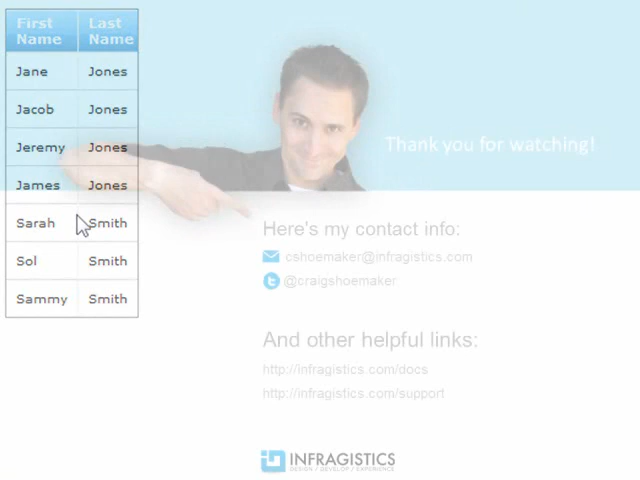 First Name Last Name
Jane Jones
Jacob Jones
Jeremy Jones
James Jones
Sarah Smith
Sol Smith
Sammy Smith
Thank you for watching!
Here's my contact info:
cshoemaker@infragistics.com
@craigshoemaker
And other helpful links:
http://infragistics.com/docs
http://infragistics.com/support
INFRAGISTICS
DESIGN / DEVELOP / EXPERIENCE